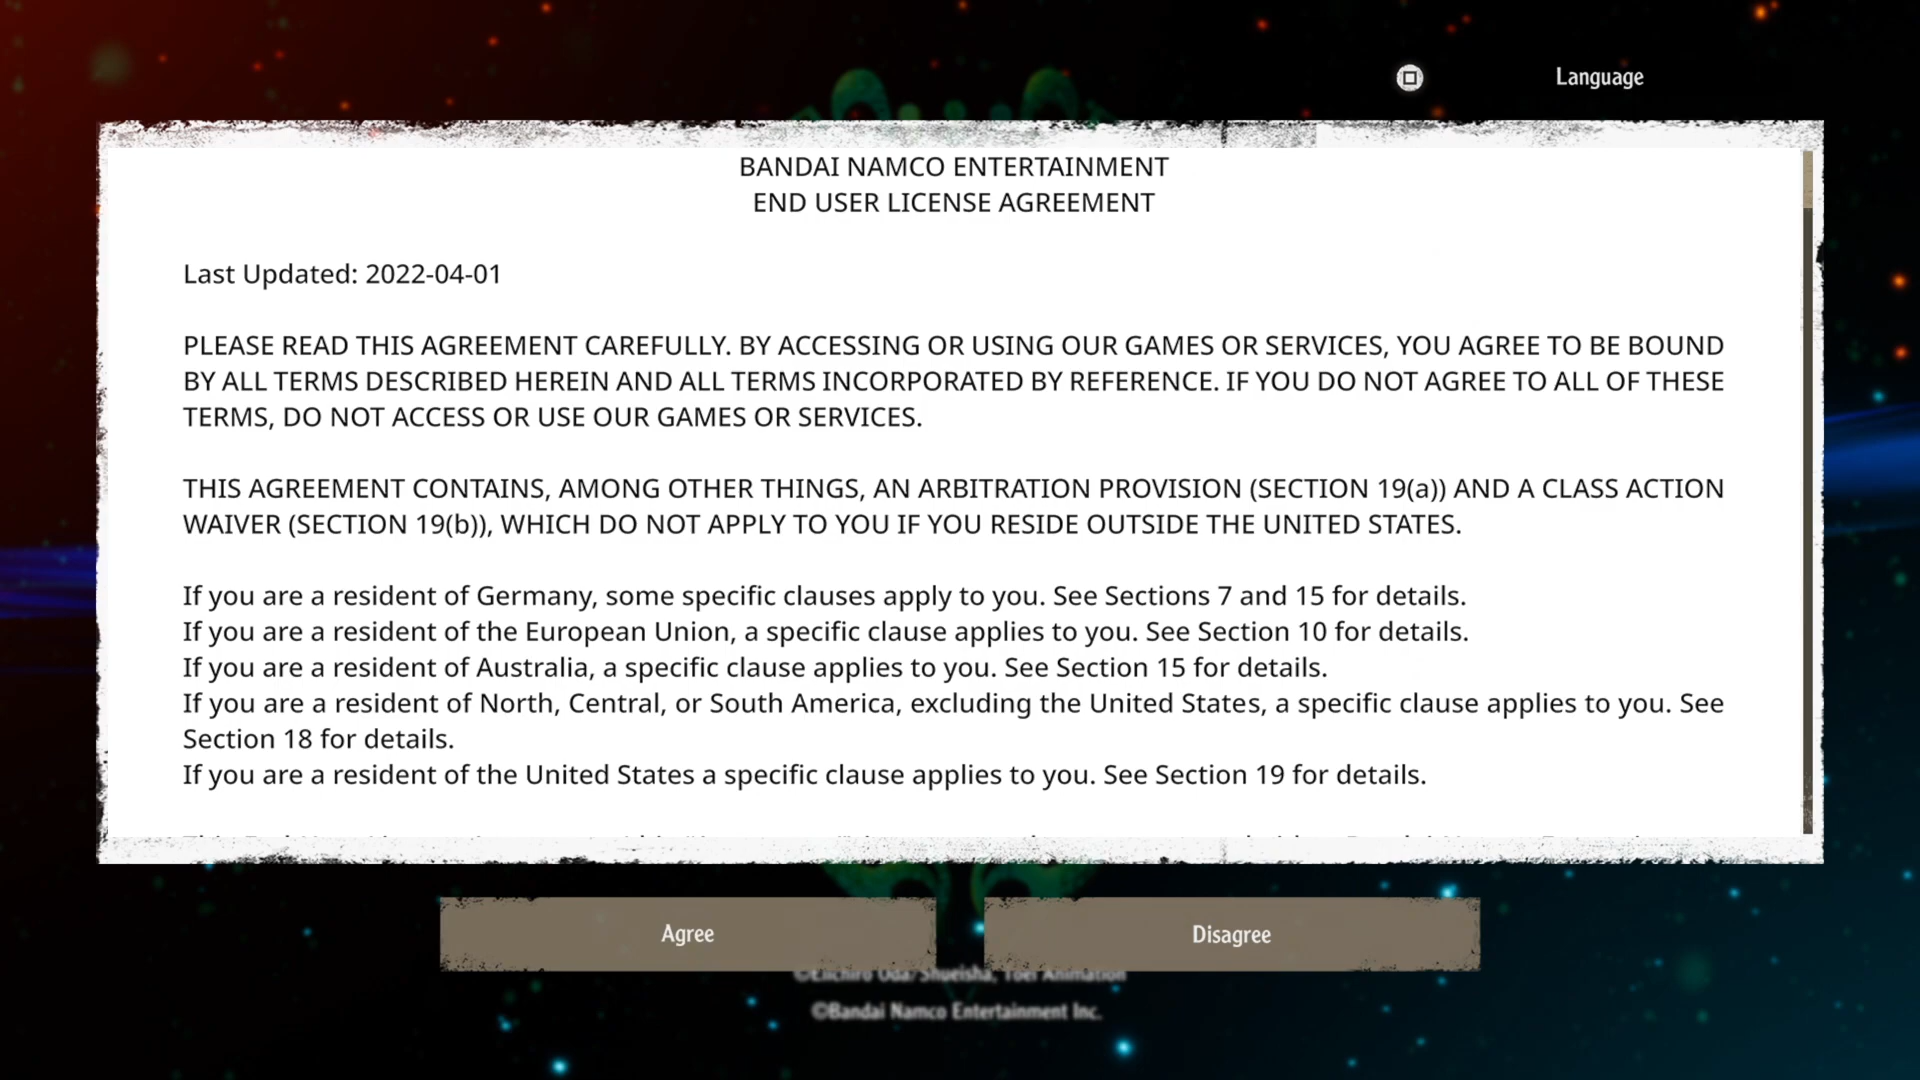 Language
BANDAI NAMCO ENTERTAINMENT
END USER LICENSE AGREEMENT
Last Updated: 2022-04-01
PLEASE READ THIS AGREEMENT CAREFULLY. BY ACCESSING OR USING OUR GAMES OR SERVICES, YOU AGREE TO BE BOUND
BY ALL TERMS DESCRIBED HEREIN AND ALL TERMS INCORPORATED BY REFERENCE. IF YOU DO NOT AGREE TO ALL OF THESE
TERMS, DO NOT ACCESS OR USE OUR GAMES OR SERVICES.
THIS AGREEMENT CONTAINS, AMONG OTHER THINGS, AN ARBITRATION PROVISION (SECTION 19(a)) AND A CLASS ACTION
WAIVER (SECTION 19(b)), WHICH DO NOT APPLY TO YOU IF YOU RESIDE OUTSIDE THE UNITED STATES.
If you are a resident of Germany, some specific clauses apply to you. See Sections 7 and 15 for details.
If you are a resident of the European Union, a specific clause applies to you. See Section 10 for details.
If you are a resident of Australia, a specific clause applies to you. See Section 15 for details.
If you are a resident of North, Central, or South America, excluding the United States, a specific clause applies to you. See
Section 18 for details.
If you are a resident of the United States a specific clause applies to you. See Section 19 for details.
Agree
Disagree
©Eiichiro Oda/Shueisha, Toei Animation
©Bandai Namco Entertainment Inc.